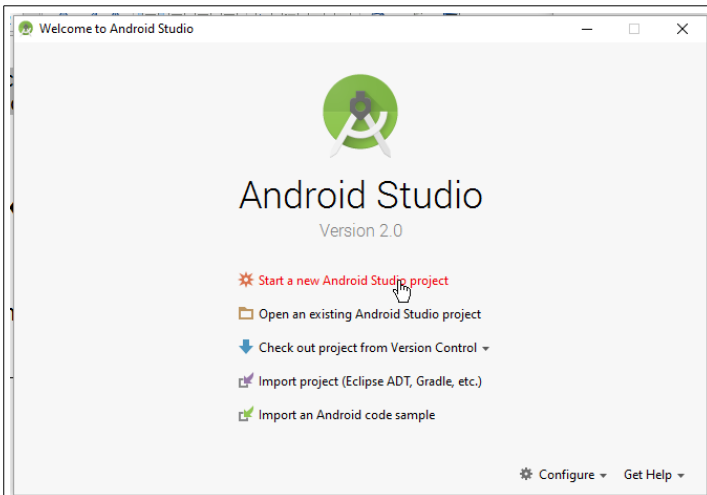 Welcome to Android Studio
Android Studio
Version 2.0
Start a new Android Studio project
Open an existing Android Studio project
Check out project from Version Control
Import project (Eclipse ADT, Gradle, etc.)
Import an Android code sample
Configure Get Help